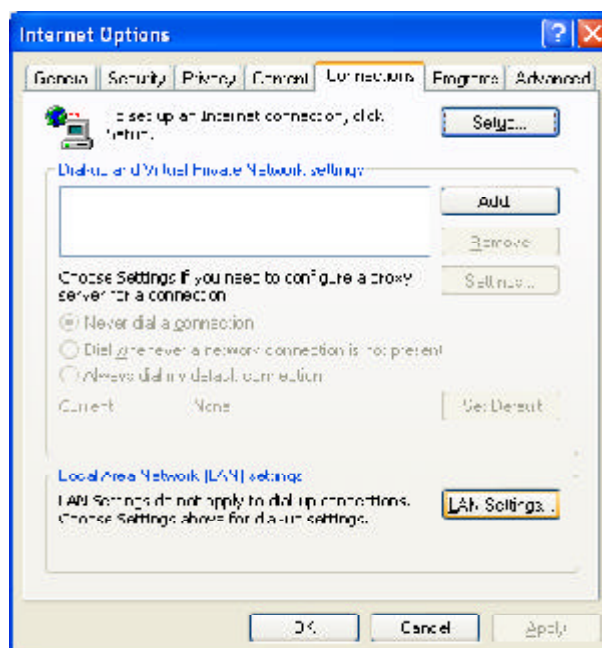 Internet Options
General Security Privacy Content Connections Programs Advanced
To set up an Internet connection, click
Setup.
Setup...
Dial-up and Virtual Private Network settings
Add
Remove
Choose Settings if you need to configure a proxy
server for a connection
Settings...
Never dial a connection
Dial whenever a network connection is not present
Always dial my default connection
Current None
Set Default
Local Area Network (LAN) settings
LAN Settings do not apply to dial-up connections.
Choose Settings above for dial-up settings.
LAN Settings...
OK Cancel Apply